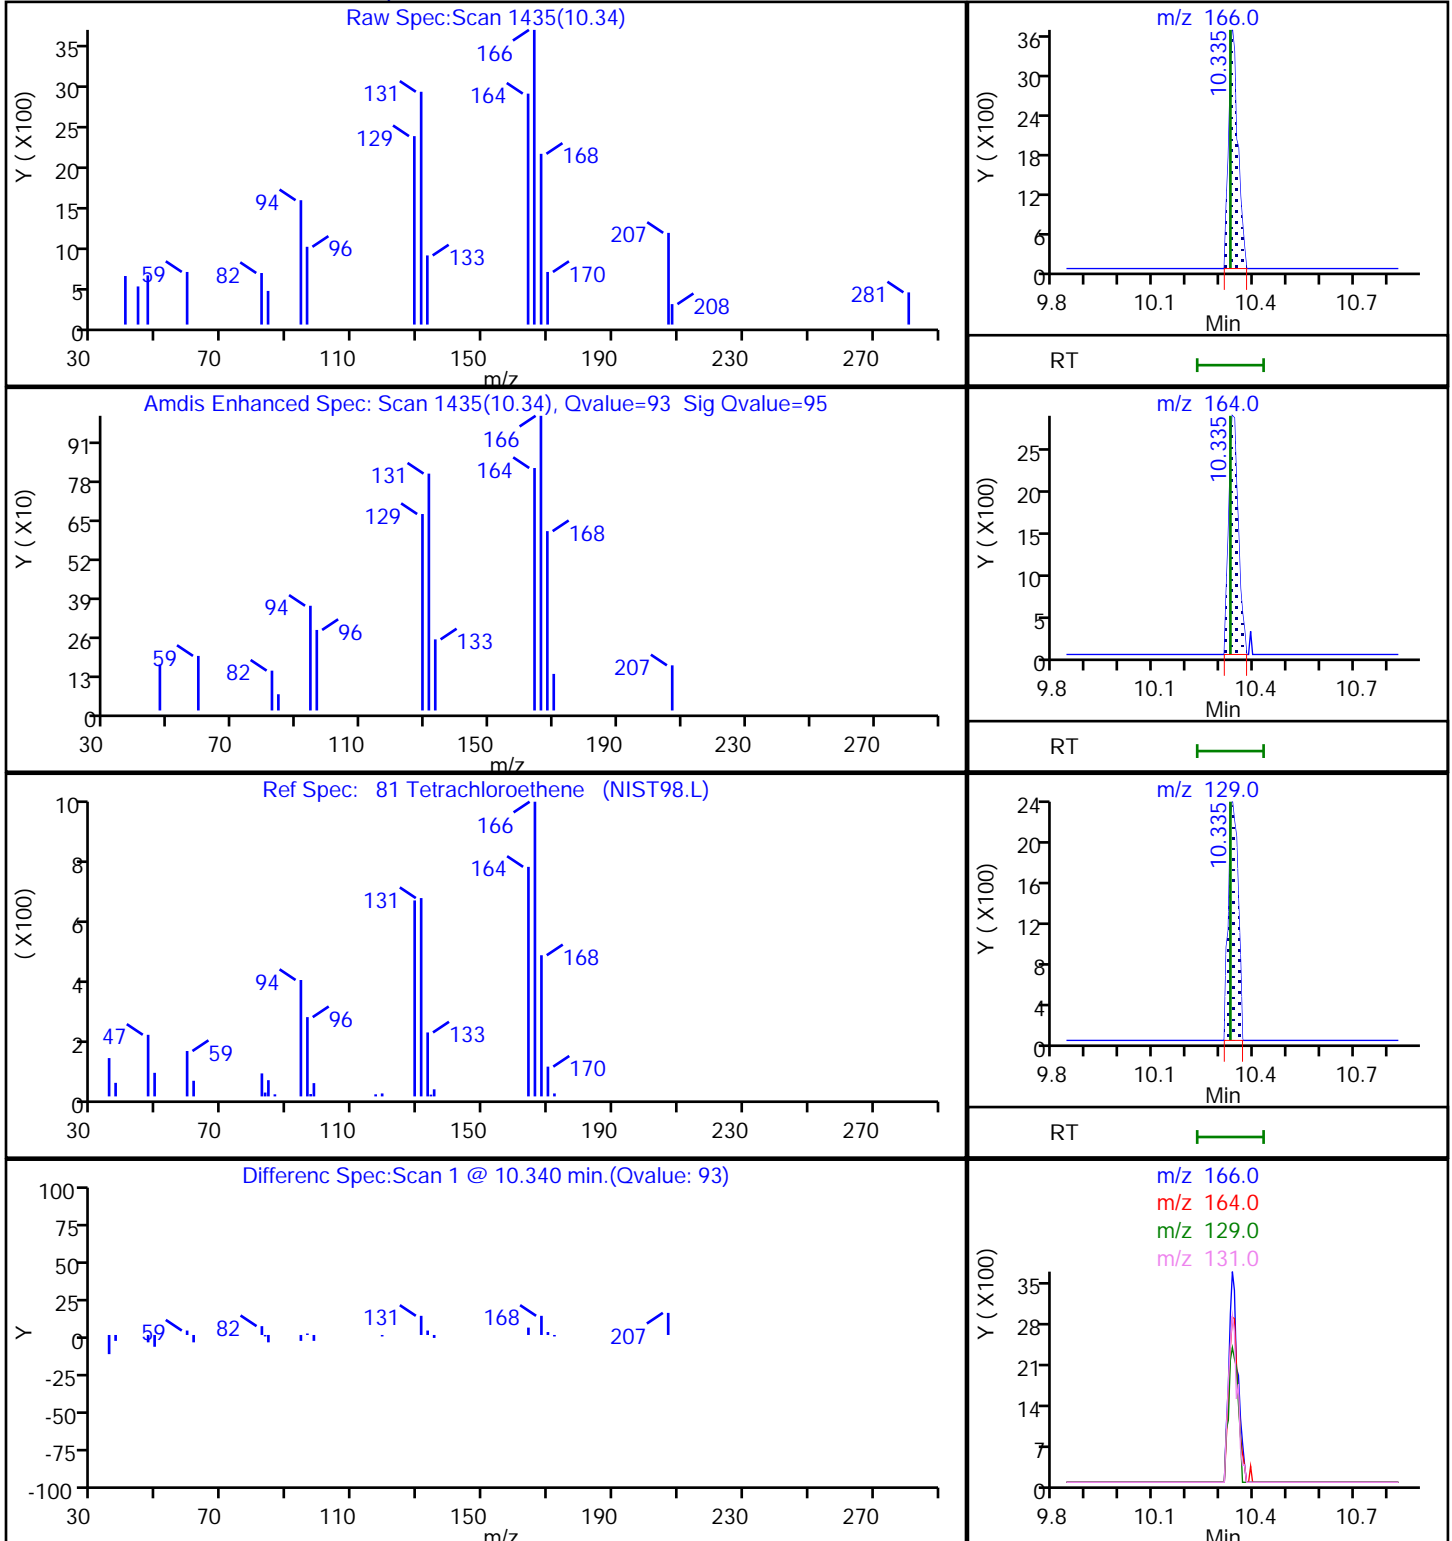 Raw Spec:Scan 1435(10.34)
Y ( X100)
35
30
25
20
15
10
5
0
166
131
164
129
168
94
96
207
133
59
82
170
208
281
30 70 110 150 190 230 270
m/z
m/z 166.0
Y ( X100)
36
30
24
18
12
6
0
10.335
9.8 10.1 10.4 10.7
Min
RT
Amdis Enhanced Spec: Scan 1435(10.34), Qvalue=93 Sig Qvalue=95
Y ( X10)
91
78
65
52
39
26
13
0
166
131
164
129
168
94
96
133
59
82
207
30 70 110 150 190 230 270
m/z
m/z 164.0
Y ( X100)
25
20
15
10
5
0
10.335
9.8 10.1 10.4 10.7
Min
RT
Ref Spec: 81 Tetrachloroethene (NIST98.L)
( X100)
10
8
6
4
2
0
166
164
131
168
94
96
47
133
59
170
30 70 110 150 190 230 270
m/z 129.0
Y ( X100)
24
20
16
12
8
4
0
10.335
9.8 10.1 10.4 10.7
Min
RT
Differenc Spec:Scan 1 @ 10.340 min.(Qvalue: 93)
Y
100
75
50
25
0
-25
-50
-75
-100
59
82
131
168
207
30 70 110 150 190 230 270
m/z
m/z 166.0
m/z 164.0
m/z 129.0
m/z 131.0
Y ( X100)
35
28
21
14
7
0
9.8 10.1 10.4 10.7
Min